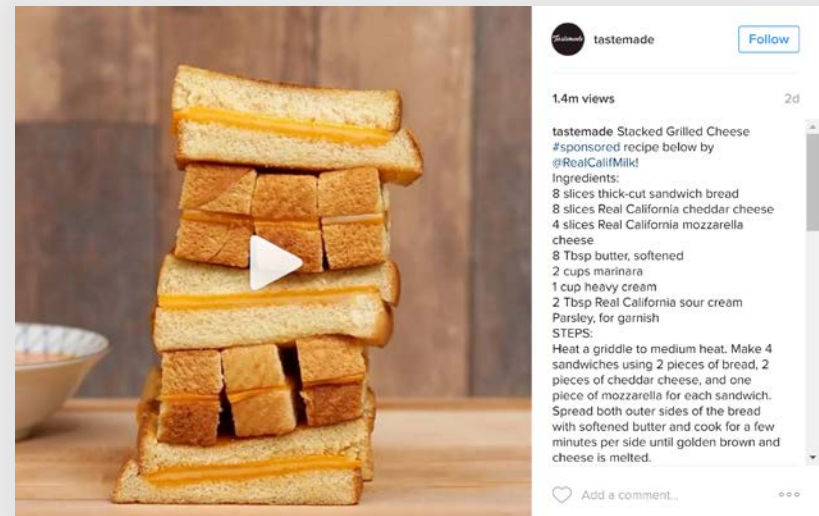 Tastemade
tastemade
Follow
1.4m views
2d
tastemade Stacked Grilled Cheese
#sponsored recipe below by
@RealCalifMilk!
Ingredients:
8 slices thick-cut sandwich bread
8 slices Real California cheddar cheese
4 slices Real California mozzarella
cheese
8 Tbsp butter, softened
2 cups marinara
1 cup heavy cream
2 Tbsp Real California sour cream
Parsley, for garnish
STEPS:
Heat a griddle to medium heat. Make 4
sandwiches using 2 pieces of bread, 2
pieces of cheddar cheese, and one
piece of mozzarella for each sandwich.
Spread both outer sides of the bread
with softened butter and cook for a few
minutes per side until golden brown and
cheese is melted.
Add a comment...